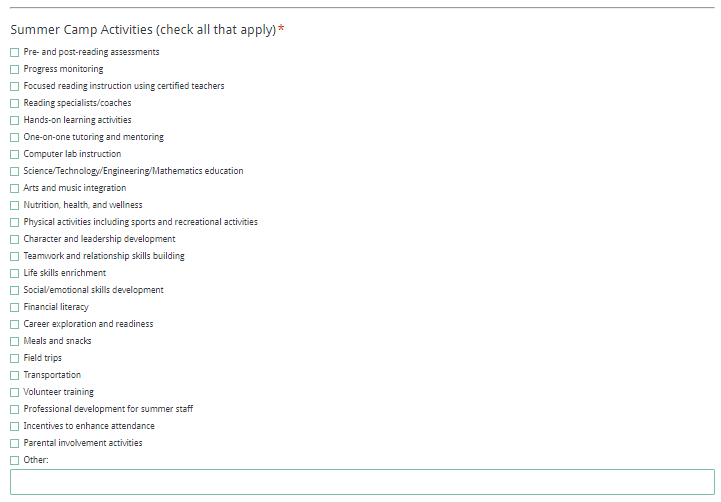 Summer Camp Activities (check all that apply)*
Pre- and post-reading assessments
Progress monitoring
Focused reading instruction using certified teachers
Reading specialists/coaches
Hands-on learning activities
One-on-one tutoring and mentoring
Computer lab instruction
Science/Technology/Engineering/Mathematics education
Arts and music integration
Nutrition, health, and wellness
Physical activities including sports and recreational activities
Character and leadership development
Teamwork and relationship skills building
Life skills enrichment
Social/emotional skills development
Financial literacy
Career exploration and readiness
Meals and snacks
Field trips
Transportation
Volunteer training
Professional development for summer staff
Incentives to enhance attendance
Parental involvement activities
Other: